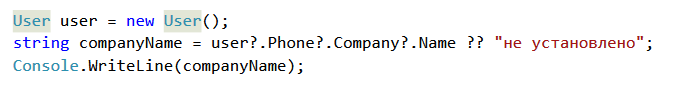 User user = new User();
string companyName = user?.Phone?.Company?.Name ?? "не установлено";
Console.WriteLine(companyName);